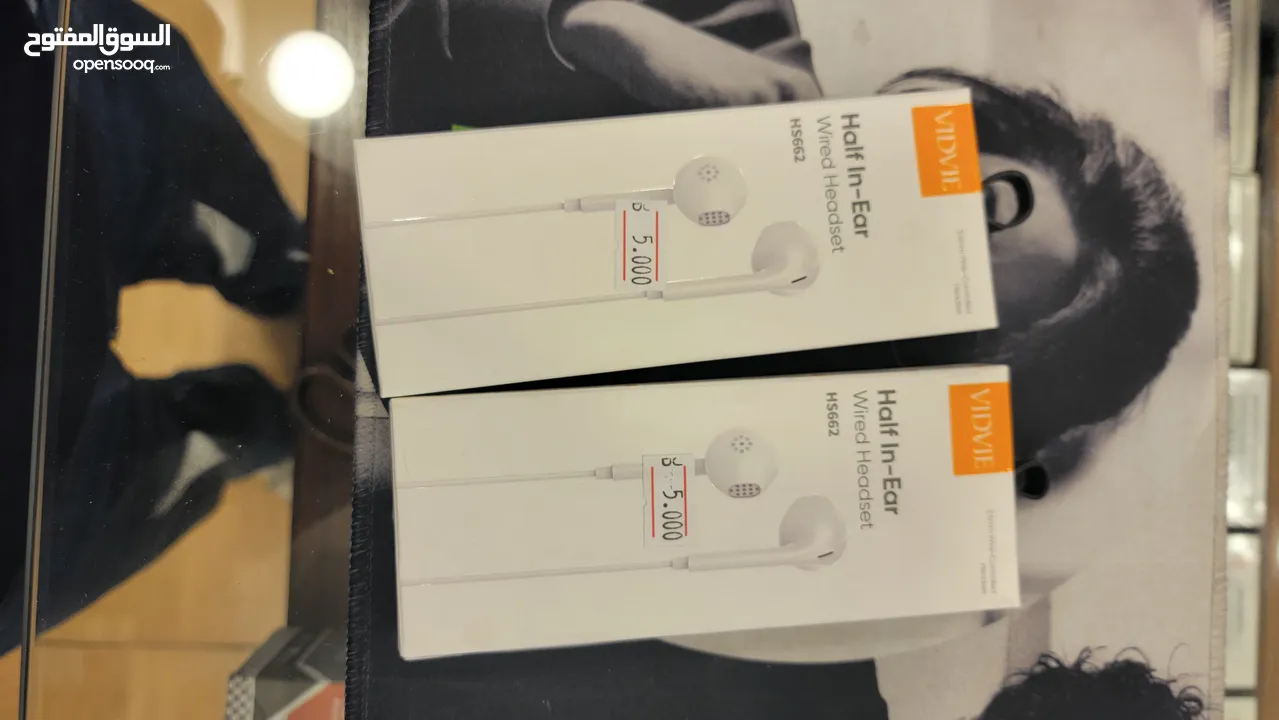 السوق المفتوح
opensooq.com
VIDVIE
Half In-Ear
Wired Headset
HS662
B 5.000
VIDVIE
Half In-Ear
Wired Headset
HS662
B 5.000